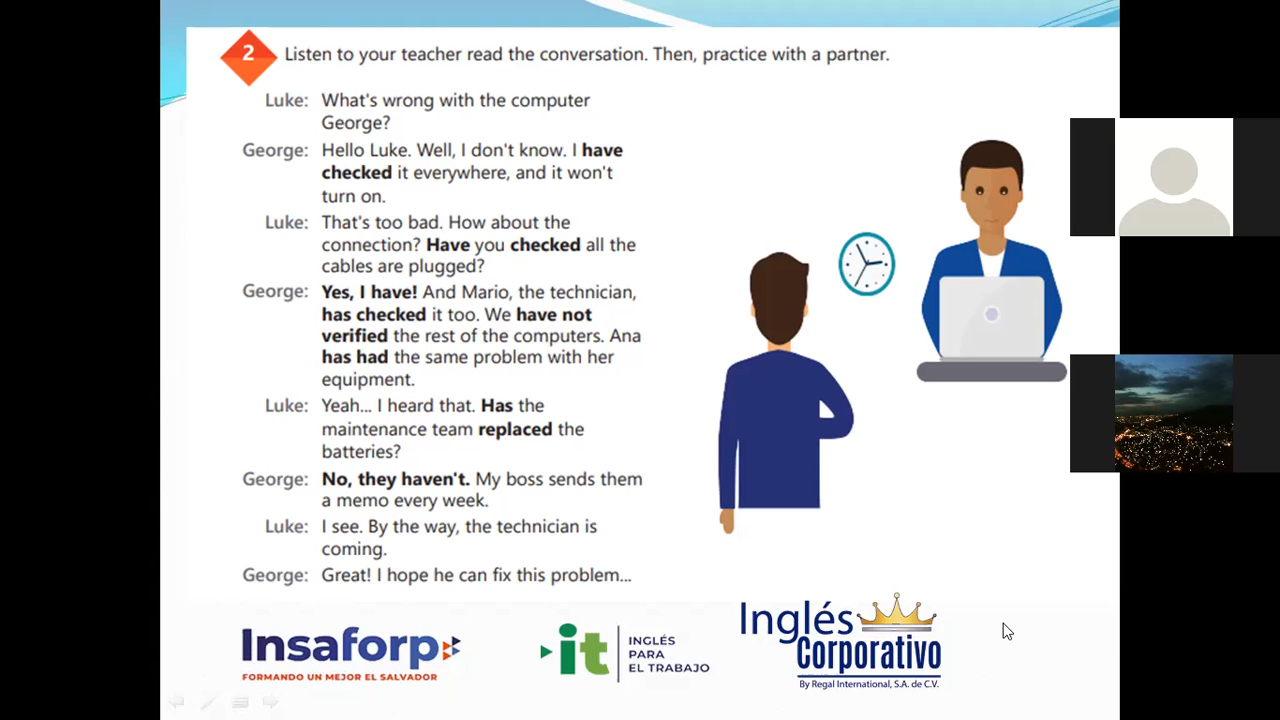 2
Listen to your teacher read the conversation. Then, practice with a partner.
Luke: What's wrong with the computer
George?
George: Hello Luke. Well, I don't know. I have
checked it everywhere, and it won't
turn on.
Luke: That's too bad. How about the
connection? Have you checked all the
cables are plugged?
George: Yes, I have! And Mario, the technician,
has checked it too. We have not
verified the rest of the computers. Ana
has had the same problem with her
equipment.
Luke: Yeah... I heard that. Has the
maintenance team replaced the
batteries?
George: No, they haven't. My boss sends them
a memo every week.
Luke: I see. By the way, the technician is
coming.
George: Great! I hope he can fix this problem...
Insaforp
FORMANDO UN MEJOR EL SALVADOR
it
INGLÉS
PARA
EL TRABAJO
Inglés
Corporativo
By Regal International, S.A. de C.V.